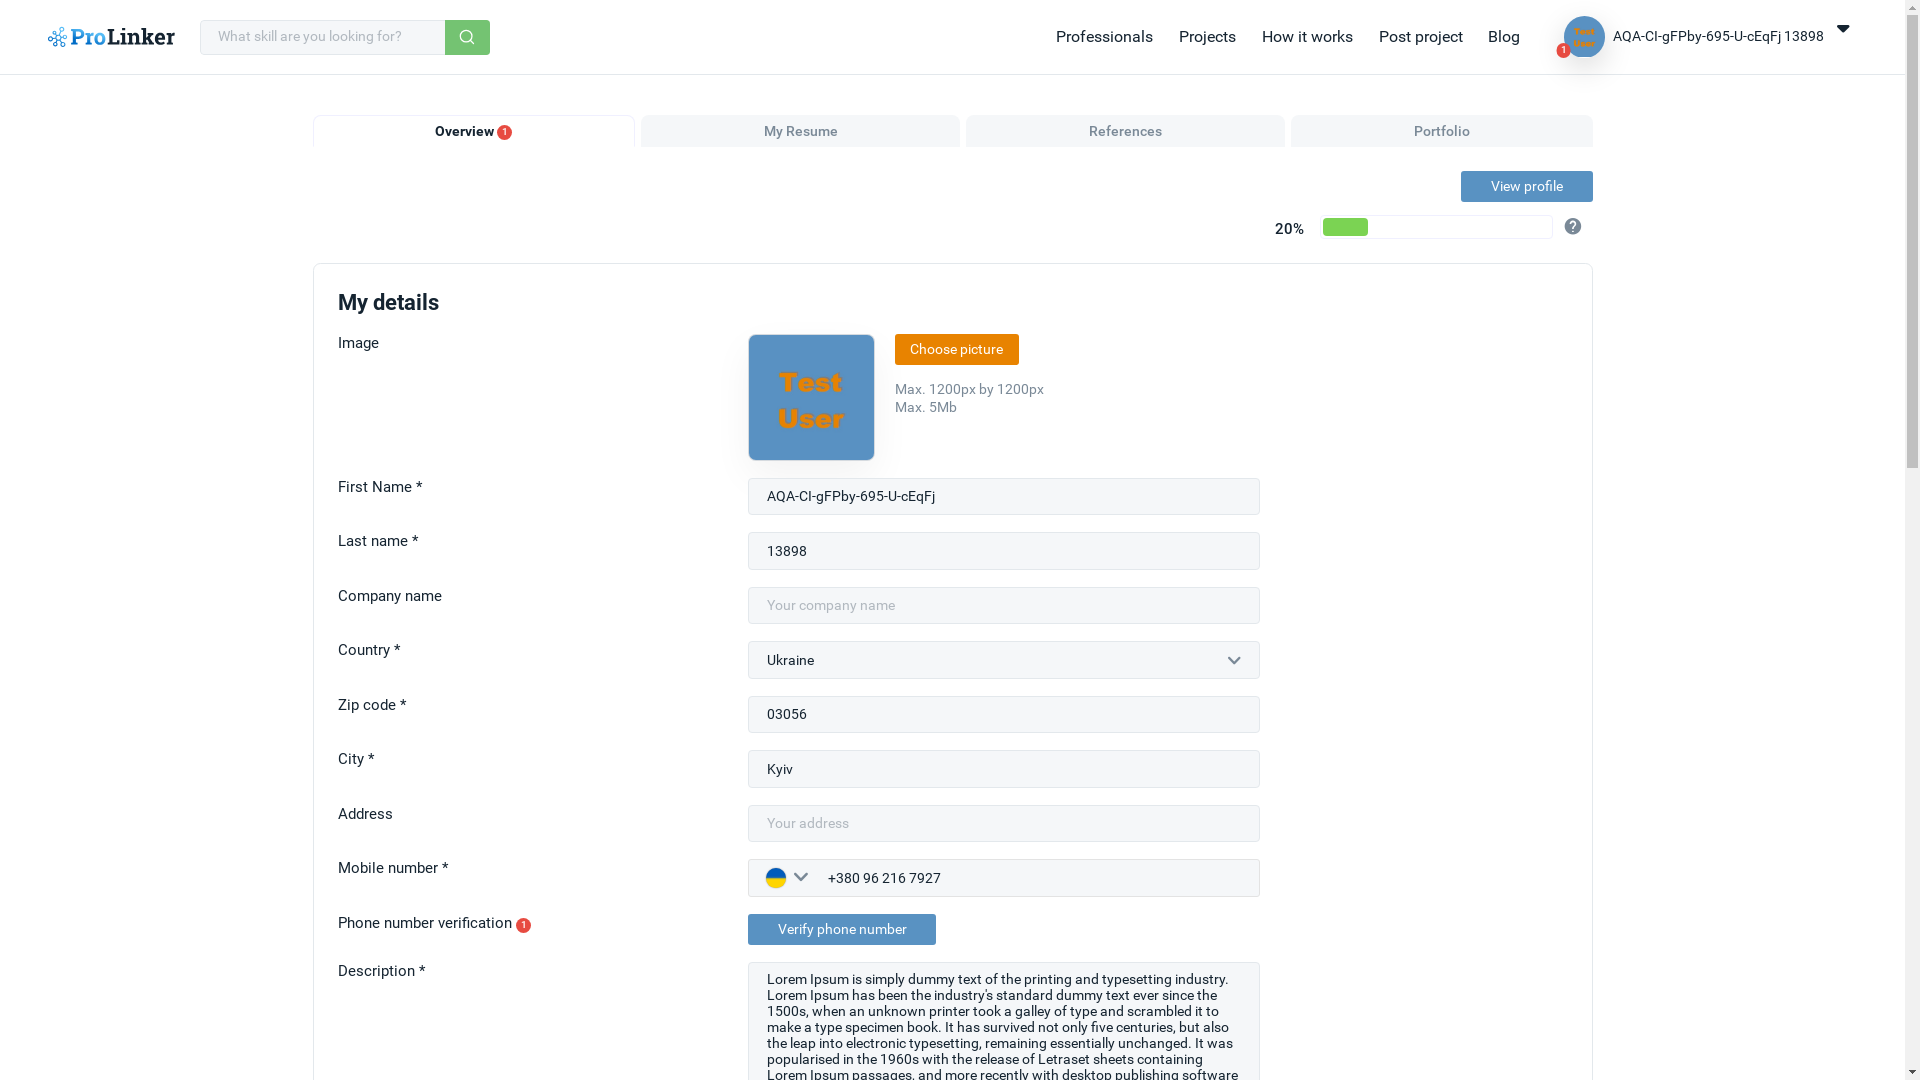 ProLinker
What skill are you looking for?
Professionals
Projects
How it works
Post project
Blog
Test
User
1
AQA-CI-gFPby-695-U-cEqFj 13898
Overview 1
My Resume
References
Portfolio
View profile
20%
?
My details
Image
Test
User
Choose picture
Max. 1200px by 1200px
Max. 5Mb
First Name *
AQA-CI-gFPby-695-U-cEqFj
Last name *
13898
Company name
Your company name
Country *
Ukraine
Zip code *
03056
City *
Kyiv
Address
Your address
Mobile number *
+380 96 216 7927
Phone number verification 1
Verify phone number
Description *
Lorem Ipsum is simply dummy text of the printing and typesetting industry.
Lorem Ipsum has been the industry's standard dummy text ever since the
1500s, when an unknown printer took a galley of type and scrambled it to
make a type specimen book. It has survived not only five centuries, but also
the leap into electronic typesetting, remaining essentially unchanged. It was
popularised in the 1960s with the release of Letraset sheets containing
Lorem Ipsum passages, and more recently with desktop publishing software